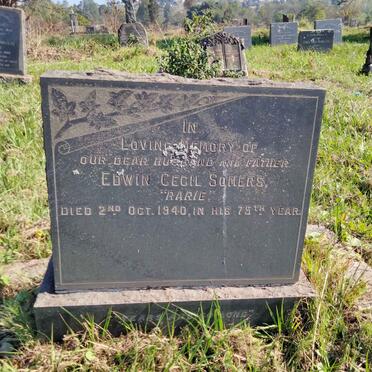 IN
LOVING MEMORY OF
OUR DEAR HUSBAND AND FATHER
EDWIN CECIL SOMERS,
"RARIE."
DIED 2ND OCT. 1940, IN HIS 75TH YEAR.